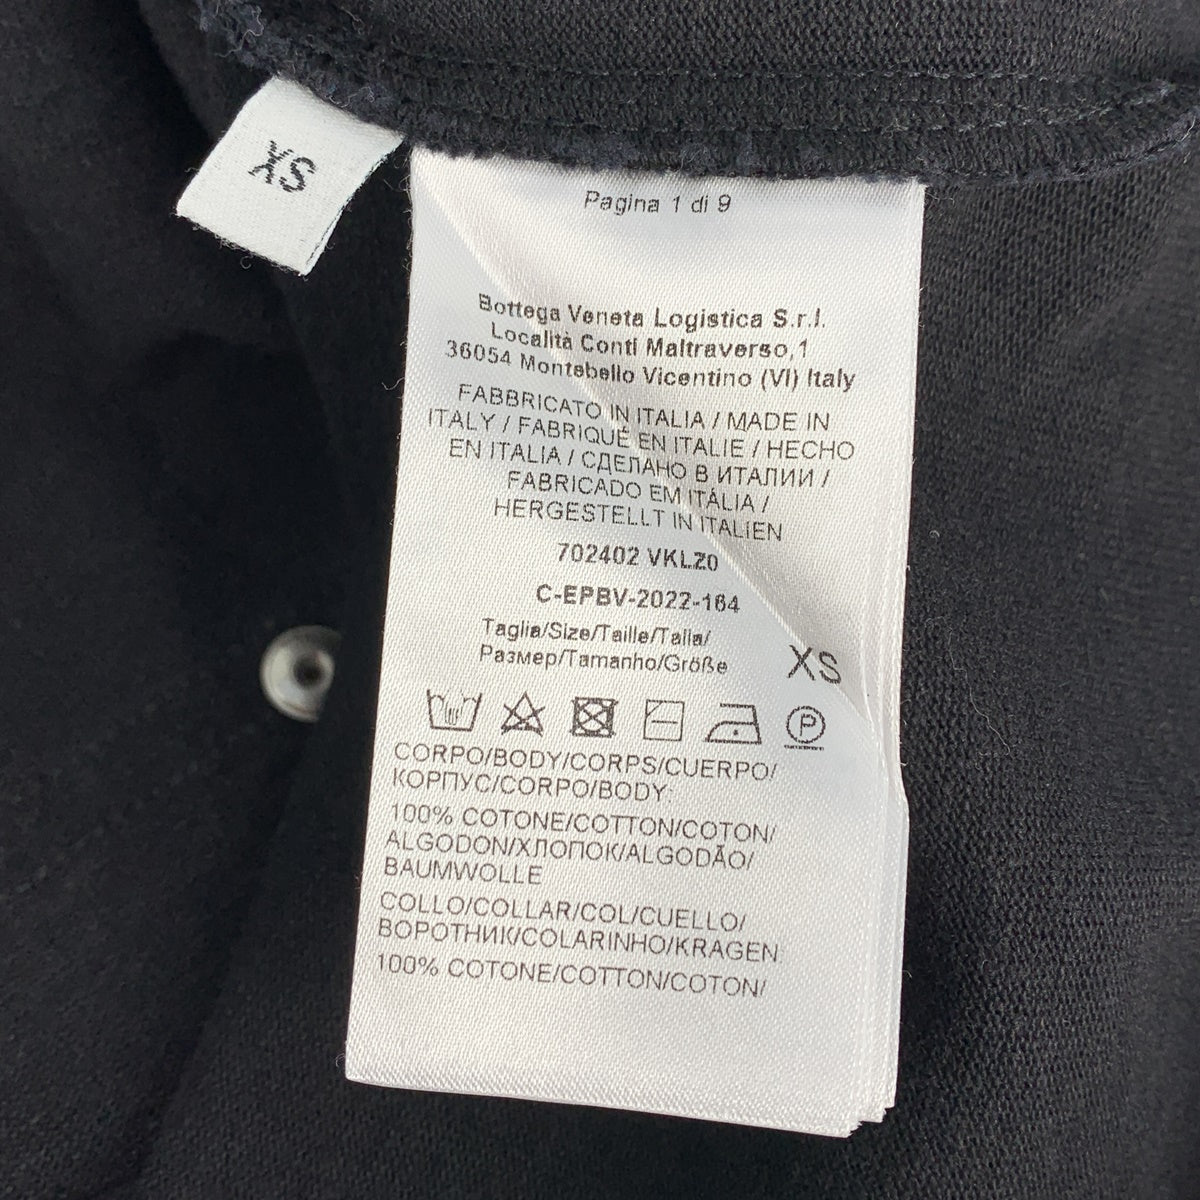 XS
Pagina 1 di 9
Bottega Veneta Logistica S.r.l.
Località Conti Maltraverso,1
36054 Montebello Vicentino (VI) Italy
FABBRICATO IN ITALIA / MADE IN
ITALY / FABRIQUÉ EN ITALIE / HECHO
EN ITALIA / СДЕЛАНО В ИТАЛИИ /
FABRICADO EM ITÁLIA /
HERGESTELLT IN ITALIEN
702402 VKLZ0
C-EPBV-2022-164
Taglia/Size/Taille/Talla/
Размер/Tamanho/Größe
XS
P
CORPO/BODY/CORPS/CUERPO/
КОРПУС/CORPO/BODY:
100% COTONE/COTTON/COTON/
ALGODON/ХЛОПОК/ALGODÃO/
BAUMWOLLE
COLLO/COLLAR/COL/CUELLO/
ВОРОТНИК/COLARINHO/KRAGEN:
100% COTONE/COTTON/COTON/